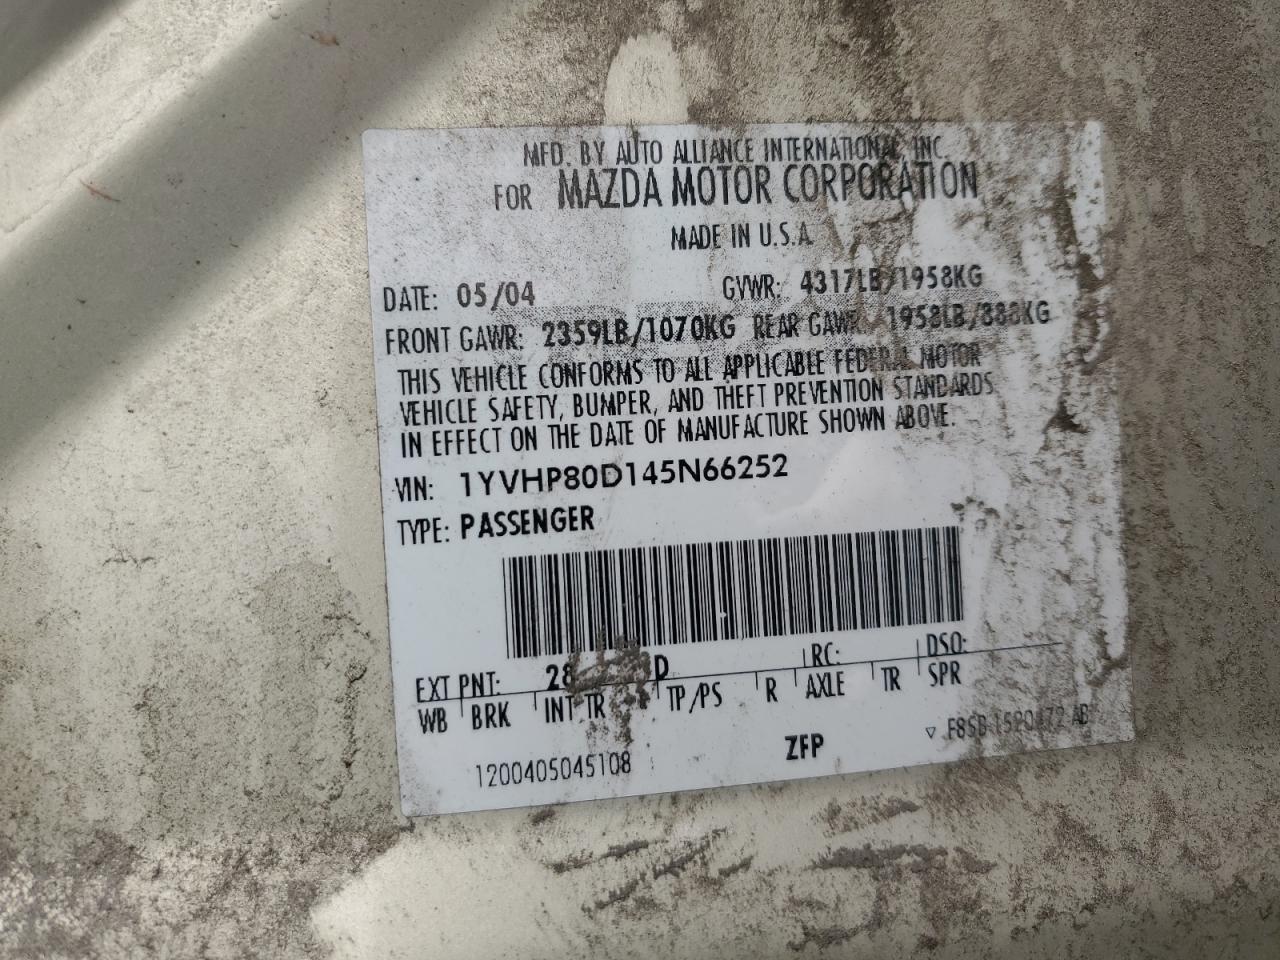 MFD. BY AUTO ALLIANCE INTERNATIONAL INC.
FOR MAZDA MOTOR CORPORATION
MADE IN U.S.A.
DATE: 05/04 GVWR: 4317LB/1958KG
FRONT GAWR: 2359LB/1070KG REAR GAWR: 1958LB/888KG
THIS VEHICLE CONFORMS TO ALL APPLICABLE FEDERAL MOTOR
VEHICLE SAFETY, BUMPER, AND THEFT PREVENTION STANDARDS
IN EFFECT ON THE DATE OF MANUFACTURE SHOWN ABOVE.
VIN: 1YVHP80D145N66252
TYPE: PASSENGER
EXT PNT: RC: DSO:
WB BRK INT TR TP/PS R AXLE TR SPR
ZFP
1200405045108